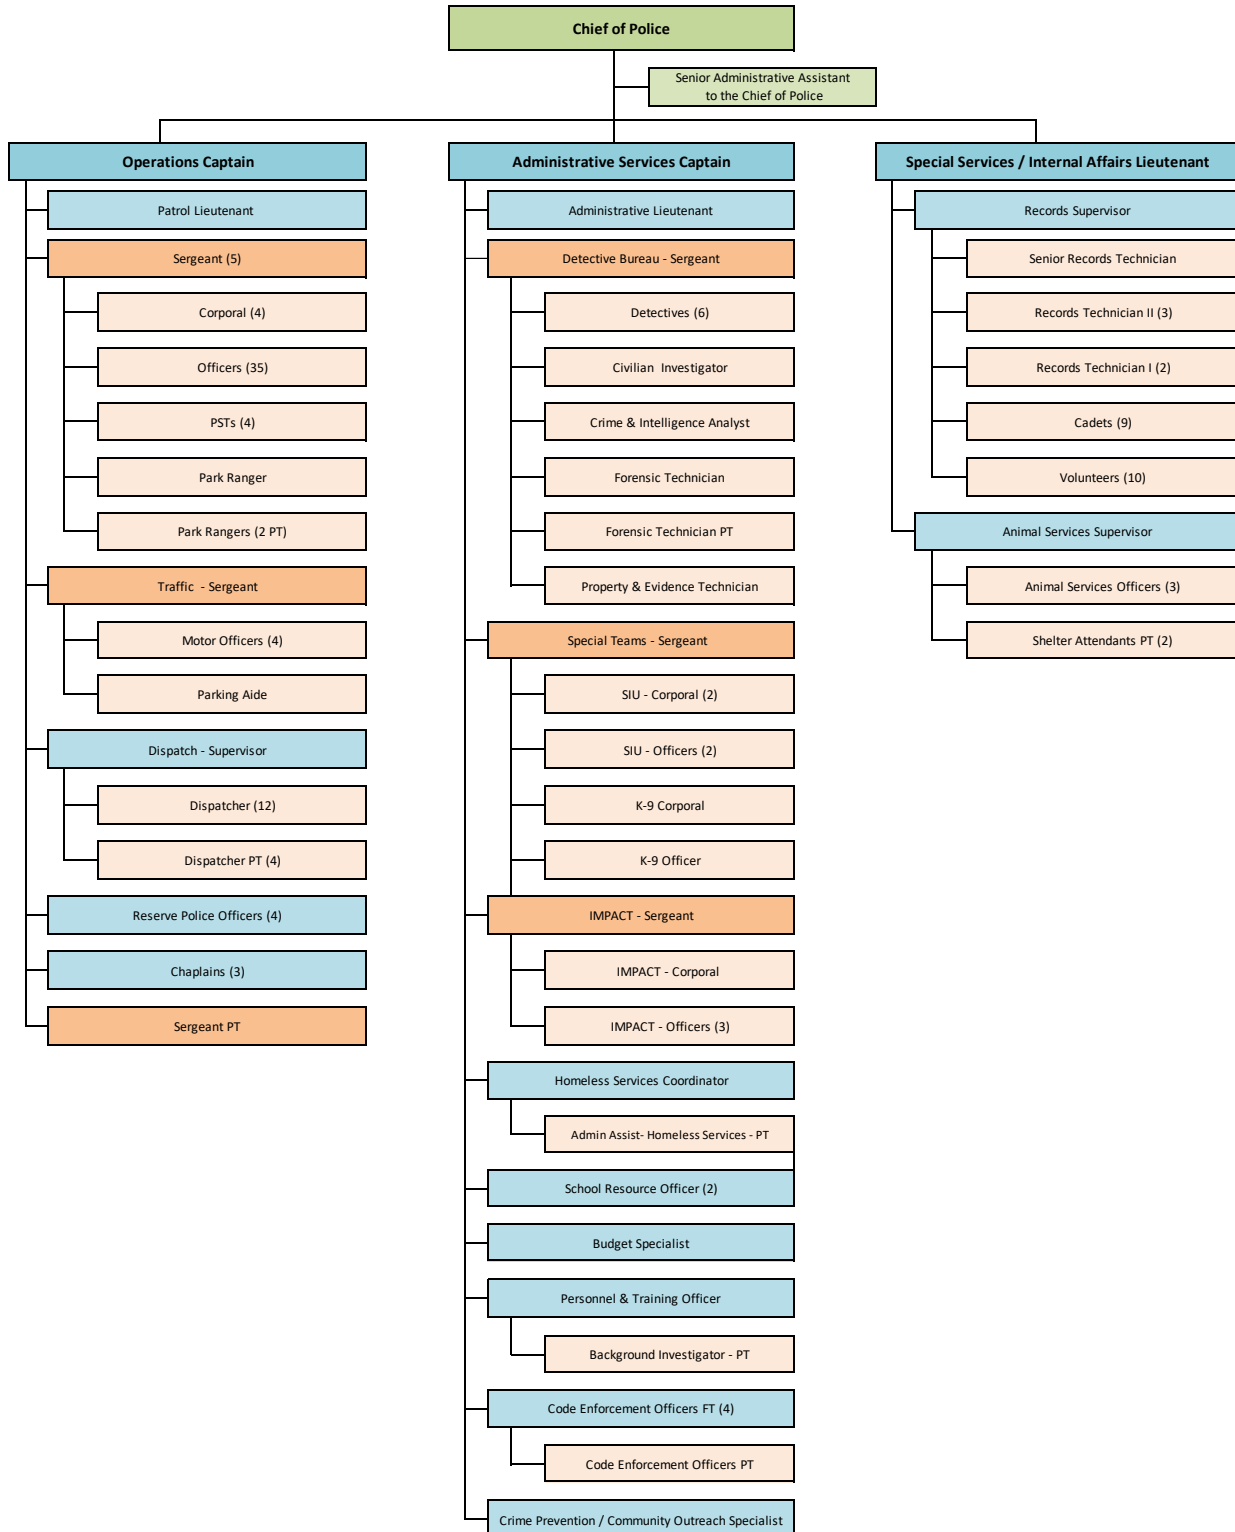 Chief of Police
Senior Administrative Assistant
to the Chief of Police
Operations Captain
Patrol Lieutenant
Sergeant (5)
Corporal (4)
Officers (35)
PSTs (4)
Park Ranger
Park Rangers (2 PT)
Traffic - Sergeant
Motor Officers (4)
Parking Aide
Dispatch - Supervisor
Dispatcher (12)
Dispatcher PT (4)
Reserve Police Officers (4)
Chaplains (3)
Sergeant PT
Administrative Services Captain
Administrative Lieutenant
Detective Bureau - Sergeant
Detectives (6)
Civilian Investigator
Crime & Intelligence Analyst
Forensic Technician
Forensic Technician PT
Property & Evidence Technician
Special Teams - Sergeant
SIU - Corporal (2)
SIU - Officers (2)
K-9 Corporal
K-9 Officer
IMPACT - Sergeant
IMPACT - Corporal
IMPACT - Officers (3)
Homeless Services Coordinator
Admin Assist- Homeless Services - PT
School Resource Officer (2)
Budget Specialist
Personnel & Training Officer
Background Investigator - PT
Code Enforcement Officers FT (4)
Code Enforcement Officers PT
Crime Prevention / Community Outreach Specialist
Special Services / Internal Affairs Lieutenant
Records Supervisor
Senior Records Technician
Records Technician II (3)
Records Technician I (2)
Cadets (9)
Volunteers (10)
Animal Services Supervisor
Animal Services Officers (3)
Shelter Attendants PT (2)